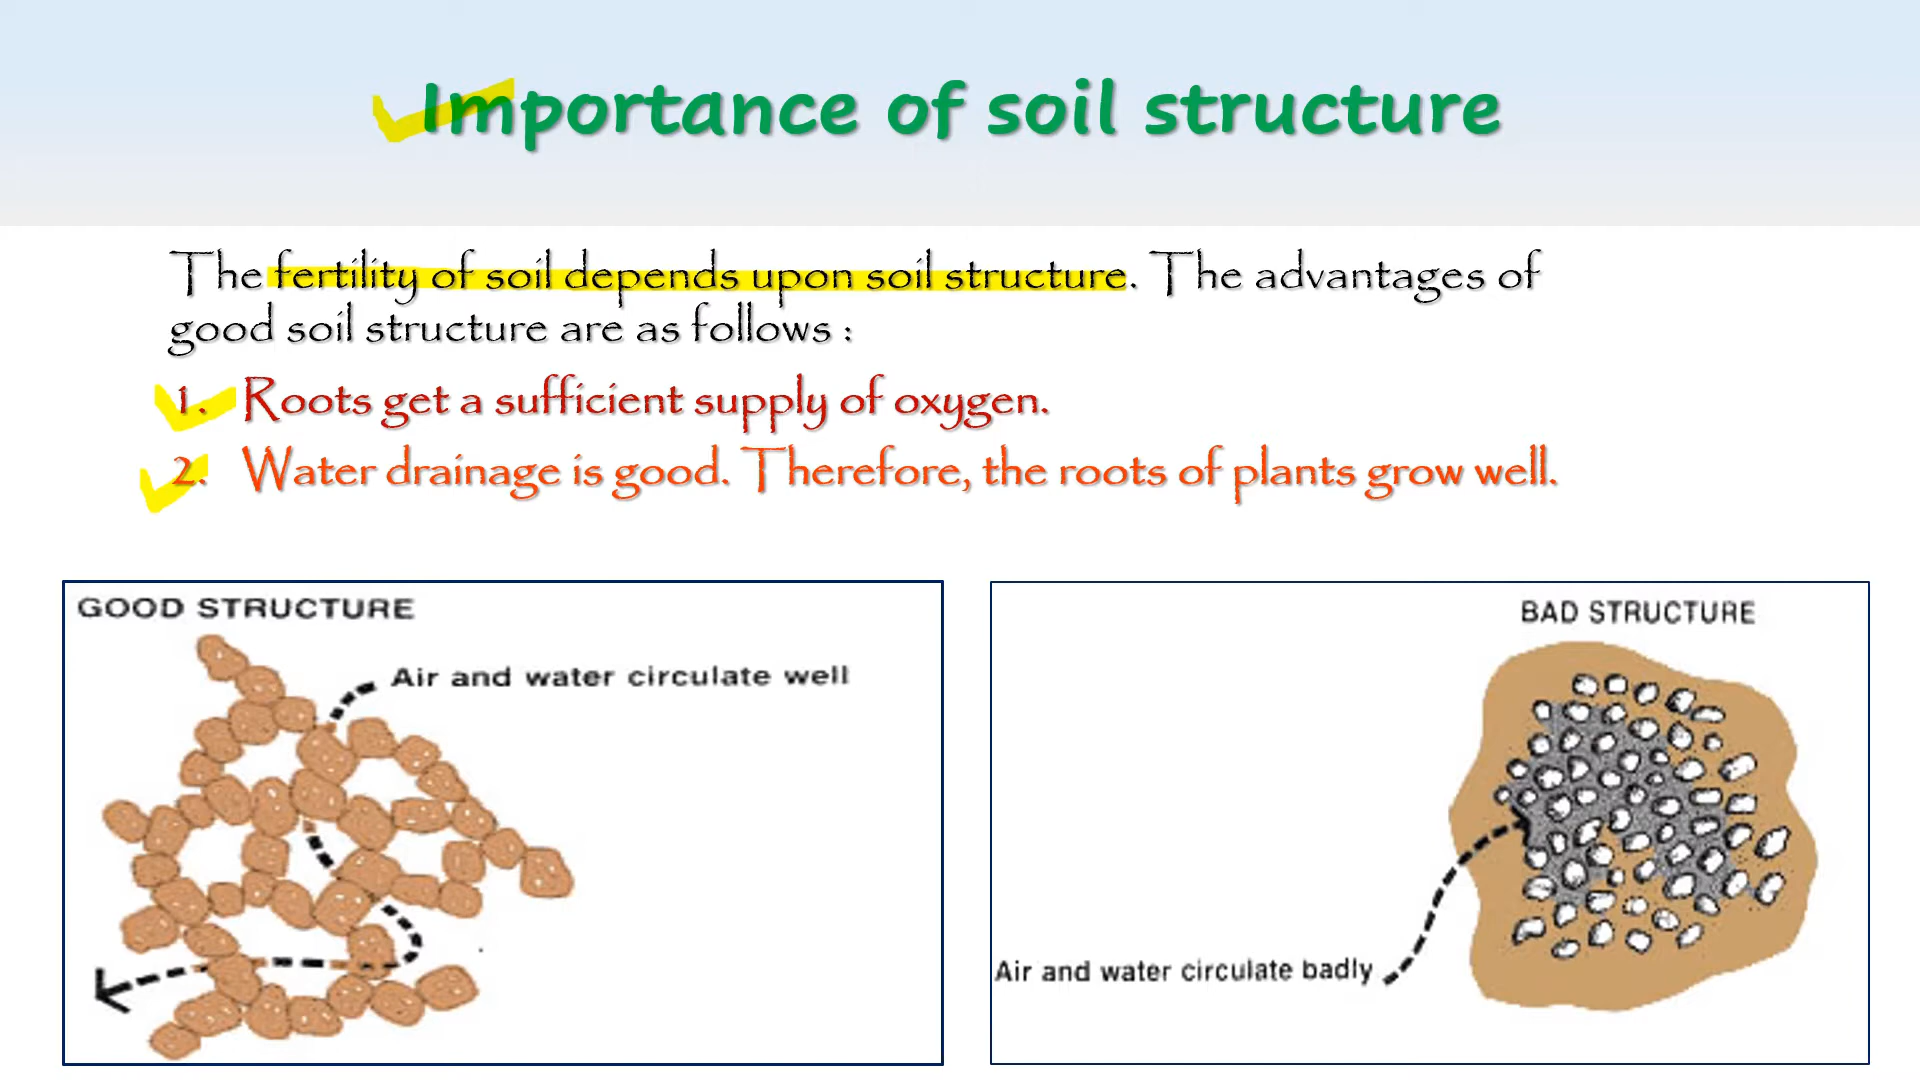 Importance of soil structure
The fertility of soil depends upon soil structure. The advantages of
good soil structure are as follows :
1. Roots get a sufficient supply of oxygen.
2. Water drainage is good. Therefore, the roots of plants grow well.
GOOD STRUCTURE
Air and water circulate well
BAD STRUCTURE
Air and water circulate badly